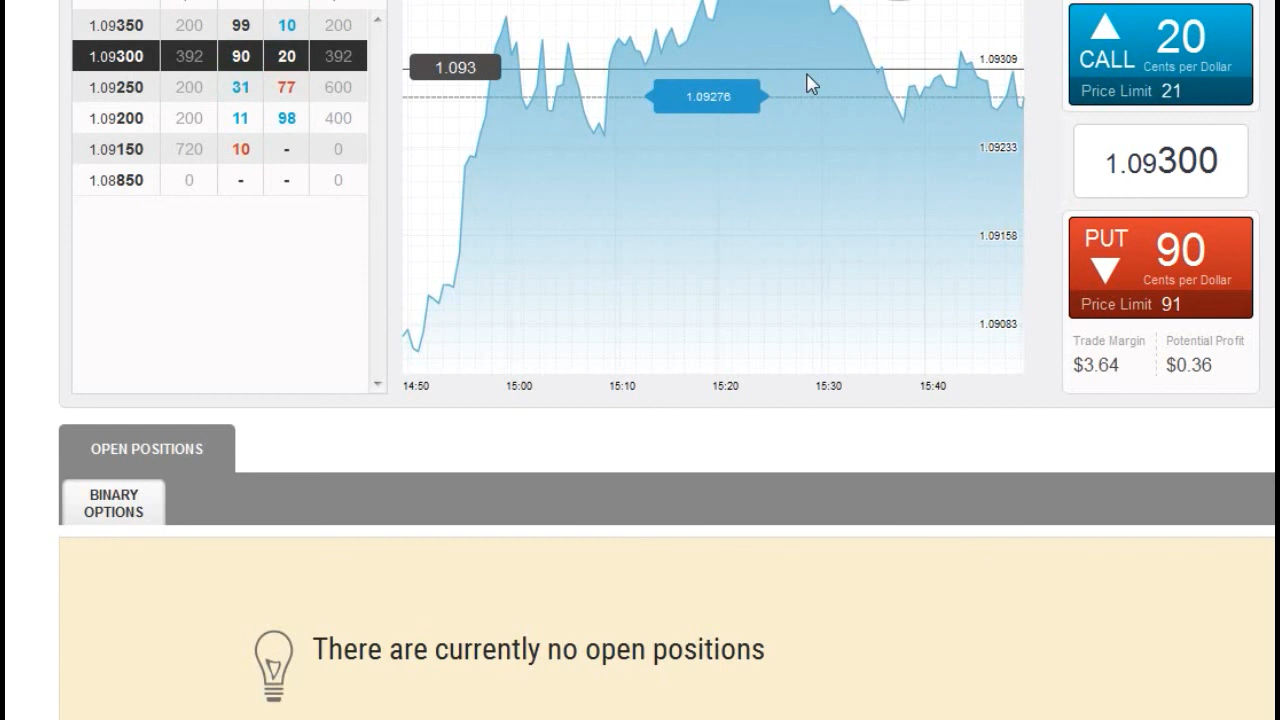 1.09350 200 99 10 200
1.09300 392 90 20 392
1.09250 200 31 77 600
1.09200 200 11 98 400
1.09150 720 10 - 0
1.08850 0 - - 0
1.093
1.09276
1.09309
1.09233
1.09158
1.09083
14:50 15:00 15:10 15:20 15:30 15:40
CALL 20
Cents per Dollar
Price Limit 21
1.09300
PUT 90
Cents per Dollar
Price Limit 91
Trade Margin Potential Profit
$3.64 $0.36
OPEN POSITIONS
BINARY
OPTIONS
There are currently no open positions